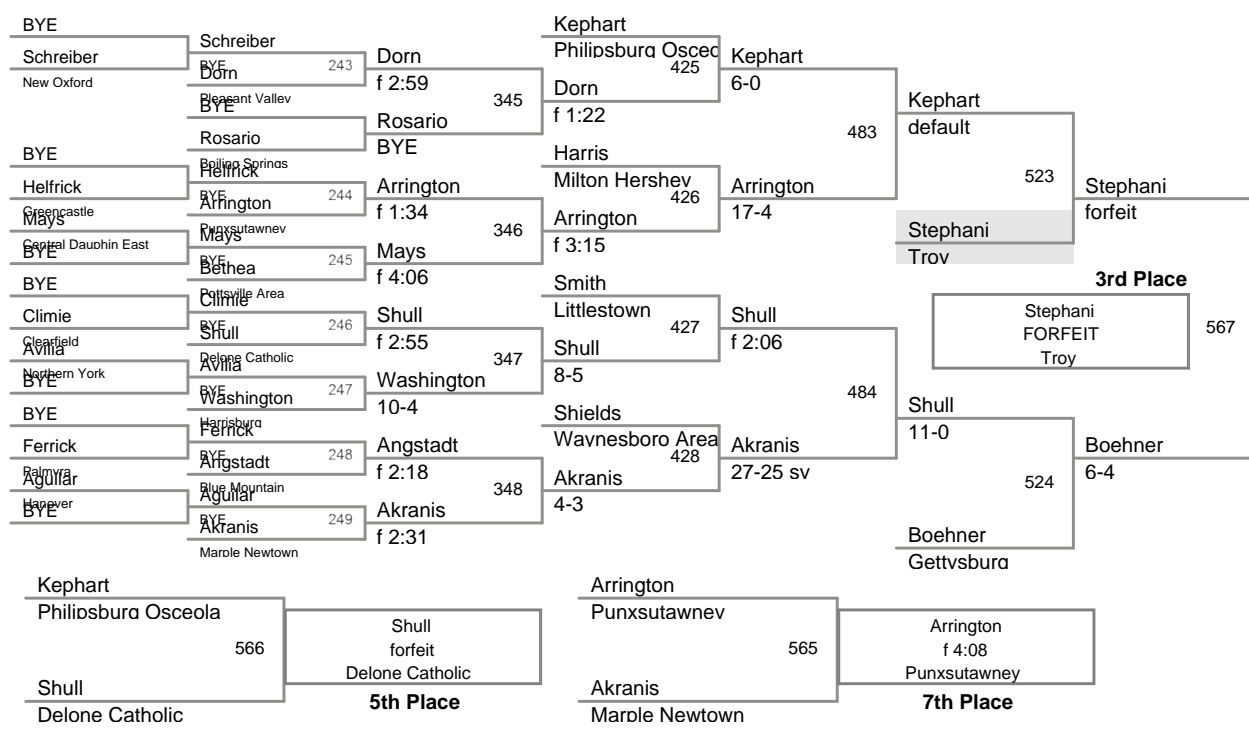 BYE
Schreiber
New Oxford
BYE
Helfrick
Greencastle
Mays
Central Dauphin East
BYE
BYE
Climie
Clearfield
Avilla
Northern York
BYE
BYE
Ferrick
Palmyra
Aguilar
Hanover
BYE
Schreiber
BYE 243
Dorn
Pleasant Valley
BYE
Rosario
Boiling Springs
Helfrick
BYE 244
Arrington
Punxsutawney
Mays
BYE 245
Bethea
Pottsville Area
Climie
BYE 246
Shull
Delone Catholic
Avilla
BYE 247
Washington
Harrisburg
Ferrick
BYE 248
Angstadt
Blue Mountain
Aguilar
BYE 249
Akranis
Marple Newtown
Dorn
f 2:59
345
Rosario
BYE
Arrington
f 1:34
346
Mays
f 4:06
Shull
f 2:55
347
Washington
10-4
Angstadt
f 2:18
348
Akranis
f 2:31
Kephart
Philipsburg Osceo
425
Dorn
f 1:22
Harris
Milton Hershey
426
Arrington
f 3:15
Smith
Littlestown
427
Shull
8-5
Shields
Waynesboro Area
428
Akranis
4-3
Kephart
6-0
483
Arrington
17-4
Shull
f 2:06
484
Akranis
27-25 sv
Kephart
default
523
Stephani
Troy
Shull
11-0
524
Boehner
Gettysburg
Stephani
forfeit
3rd Place
Stephani
FORFEIT
Troy
567
Boehner
6-4
Kephart
Philipsburg Osceola
566
Shull
Delone Catholic
Shull
forfeit
Delone Catholic
5th Place
Arrington
Punxsutawney
565
Akranis
Marple Newtown
Arrington
f 4:08
Punxsutawney
7th Place